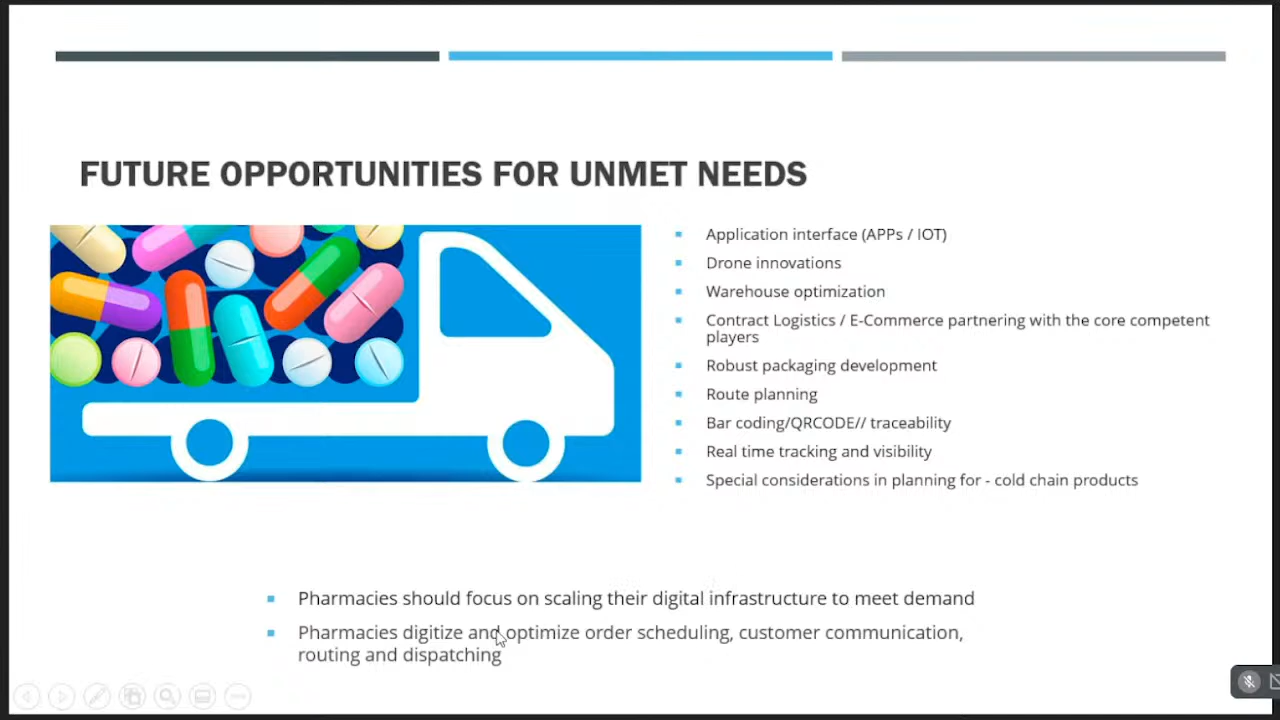 FUTURE OPPORTUNITIES FOR UNMET NEEDS
Application interface (APPs / IOT)
Drone innovations
Warehouse optimization
Contract Logistics / E-Commerce partnering with the core competent
players
Robust packaging development
Route planning
Bar coding/QRCODE// traceability
Real time tracking and visibility
Special considerations in planning for - cold chain products
Pharmacies should focus on scaling their digital infrastructure to meet demand
Pharmacies digitize and optimize order scheduling, customer communication,
routing and dispatching